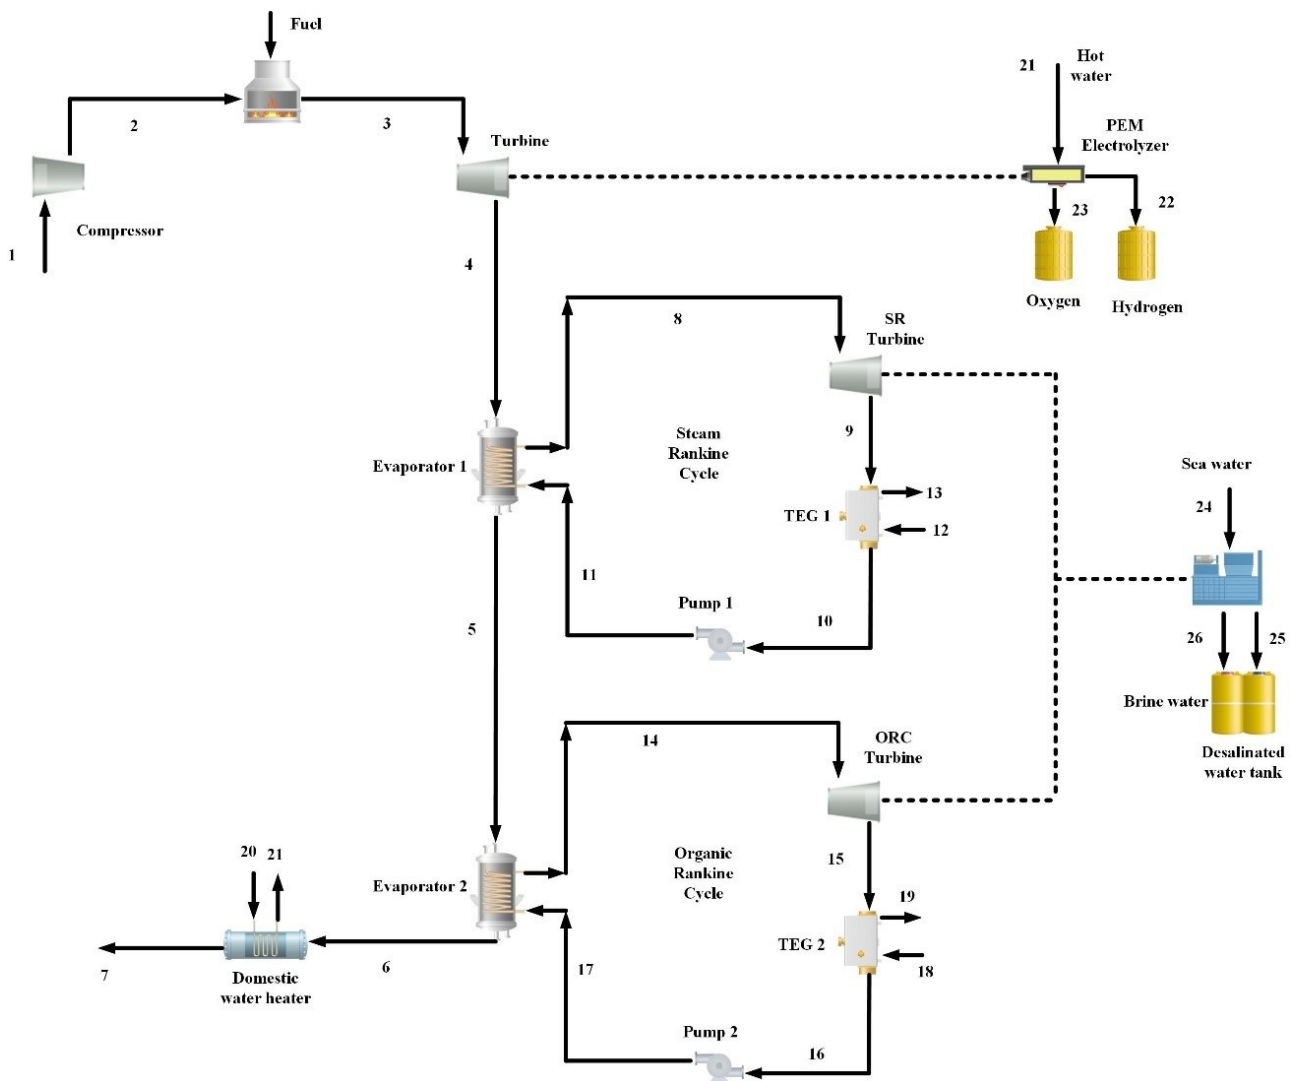 Fuel
2
3
Turbine
Compressor
1
4
21
Hot
water
PEM
Electrolyzer
23
22
Oxygen
Hydrogen
8
SR
Turbine
9
Steam
Rankine
Cycle
Evaporator 1
TEG 1
13
12
11
Pump 1
10
5
Sea water
24
26
25
Brine water
Desalinated
water tank
14
ORC
Turbine
15
Organic
Rankine
Cycle
Evaporator 2
20
21
19
TEG 2
18
7
6
17
Domestic
water heater
Pump 2
16